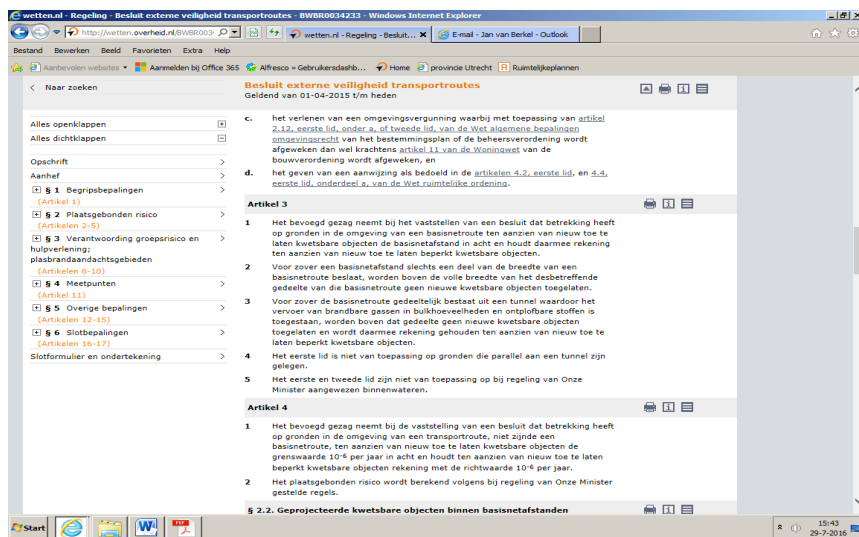 wetten.nl - Regeling - Besluit externe veiligheid transportroutes - BWBR0034233 - Windows Internet Explorer
http://wetten.overheid.nl/BWBR003
wetten.nl - Regeling - Besluit...
E-mail - Jan van Berkel - Outlook
Bestand Bewerken Beeld Favorieten Extra Help
Aanbevolen websites
Aanmelden bij Office 365
Alfresco » Gebruikersdashb...
Home
provincie Utrecht
Ruimtelijkeplannen
< Naar zoeken
Alles openklappen
Alles dichtklappen
Opschrift >
Aanhef >
§ 1 Begripsbepalingen >
(Artikel 1)
§ 2 Plaatsgebonden risico >
(Artikelen 2-5)
§ 3 Verantwoording groepsrisico en >
hulpverlening;
plasbrandaandachtsgebieden
(Artikelen 6-10)
§ 4 Meetpunten >
(Artikel 11)
§ 5 Overige bepalingen >
(Artikelen 12-15)
§ 6 Slotbepalingen >
(Artikelen 16-17)
Slotformulier en ondertekening >
Besluit externe veiligheid transportroutes
Geldend van 01-04-2015 t/m heden
c. het verlenen van een omgevingsvergunning waarbij met toepassing van artikel
2.12, eerste lid, onder a, of tweede lid, van de Wet algemene bepalingen
omgevingsrecht van het bestemmingsplan of de beheersverordening wordt
afgeweken dan wel krachtens artikel 11 van de Woningwet van de
bouwverordening wordt afgeweken, en
d. het geven van een aanwijzing als bedoeld in de artikelen 4.2, eerste lid, en 4.4,
eerste lid, onderdeel a, van de Wet ruimtelijke ordening.
Artikel 3
1 Het bevoegd gezag neemt bij het vaststellen van een besluit dat betrekking heeft
op gronden in de omgeving van een basisnetroute ten aanzien van nieuw toe te
laten kwetsbare objecten de basisnetafstand in acht en houdt daarmee rekening
ten aanzien van nieuw toe te laten beperkt kwetsbare objecten.
2 Voor zover een basisnetafstand slechts een deel van de breedte van een
basisnetroute beslaat, worden boven de volle breedte van het desbetreffende
gedeelte van die basisnetroute geen nieuwe kwetsbare objecten toegelaten.
3 Voor zover de basisnetroute gedeeltelijk bestaat uit een tunnel waardoor het
vervoer van brandbare gassen in bulkhoeveelheden en ontplofbare stoffen is
toegestaan, worden boven dat gedeelte geen nieuwe kwetsbare objecten
toegelaten en wordt daarmee rekening gehouden ten aanzien van nieuw toe te
laten beperkt kwetsbare objecten.
4 Het eerste lid is niet van toepassing op gronden die parallel aan een tunnel zijn
gelegen.
5 Het eerste en tweede lid zijn niet van toepassing op bij regeling van Onze
Minister aangewezen binnenwateren.
Artikel 4
1 Het bevoegd gezag neemt bij de vaststelling van een besluit dat betrekking heeft
op gronden in de omgeving van een transportroute, niet zijnde een
basisnetroute, ten aanzien van nieuw toe te laten kwetsbare objecten de
grenswaarde 10⁻⁶ per jaar in acht en houdt ten aanzien van nieuw toe te laten
beperkt kwetsbare objecten rekening met de richtwaarde 10⁻⁶ per jaar.
2 Het plaatsgebonden risico wordt berekend volgens bij regeling van Onze Minister
gestelde regels.
§ 2.2. Geprojecteerde kwetsbare objecten binnen basisnetafstanden
Start
15:43
29-7-2016